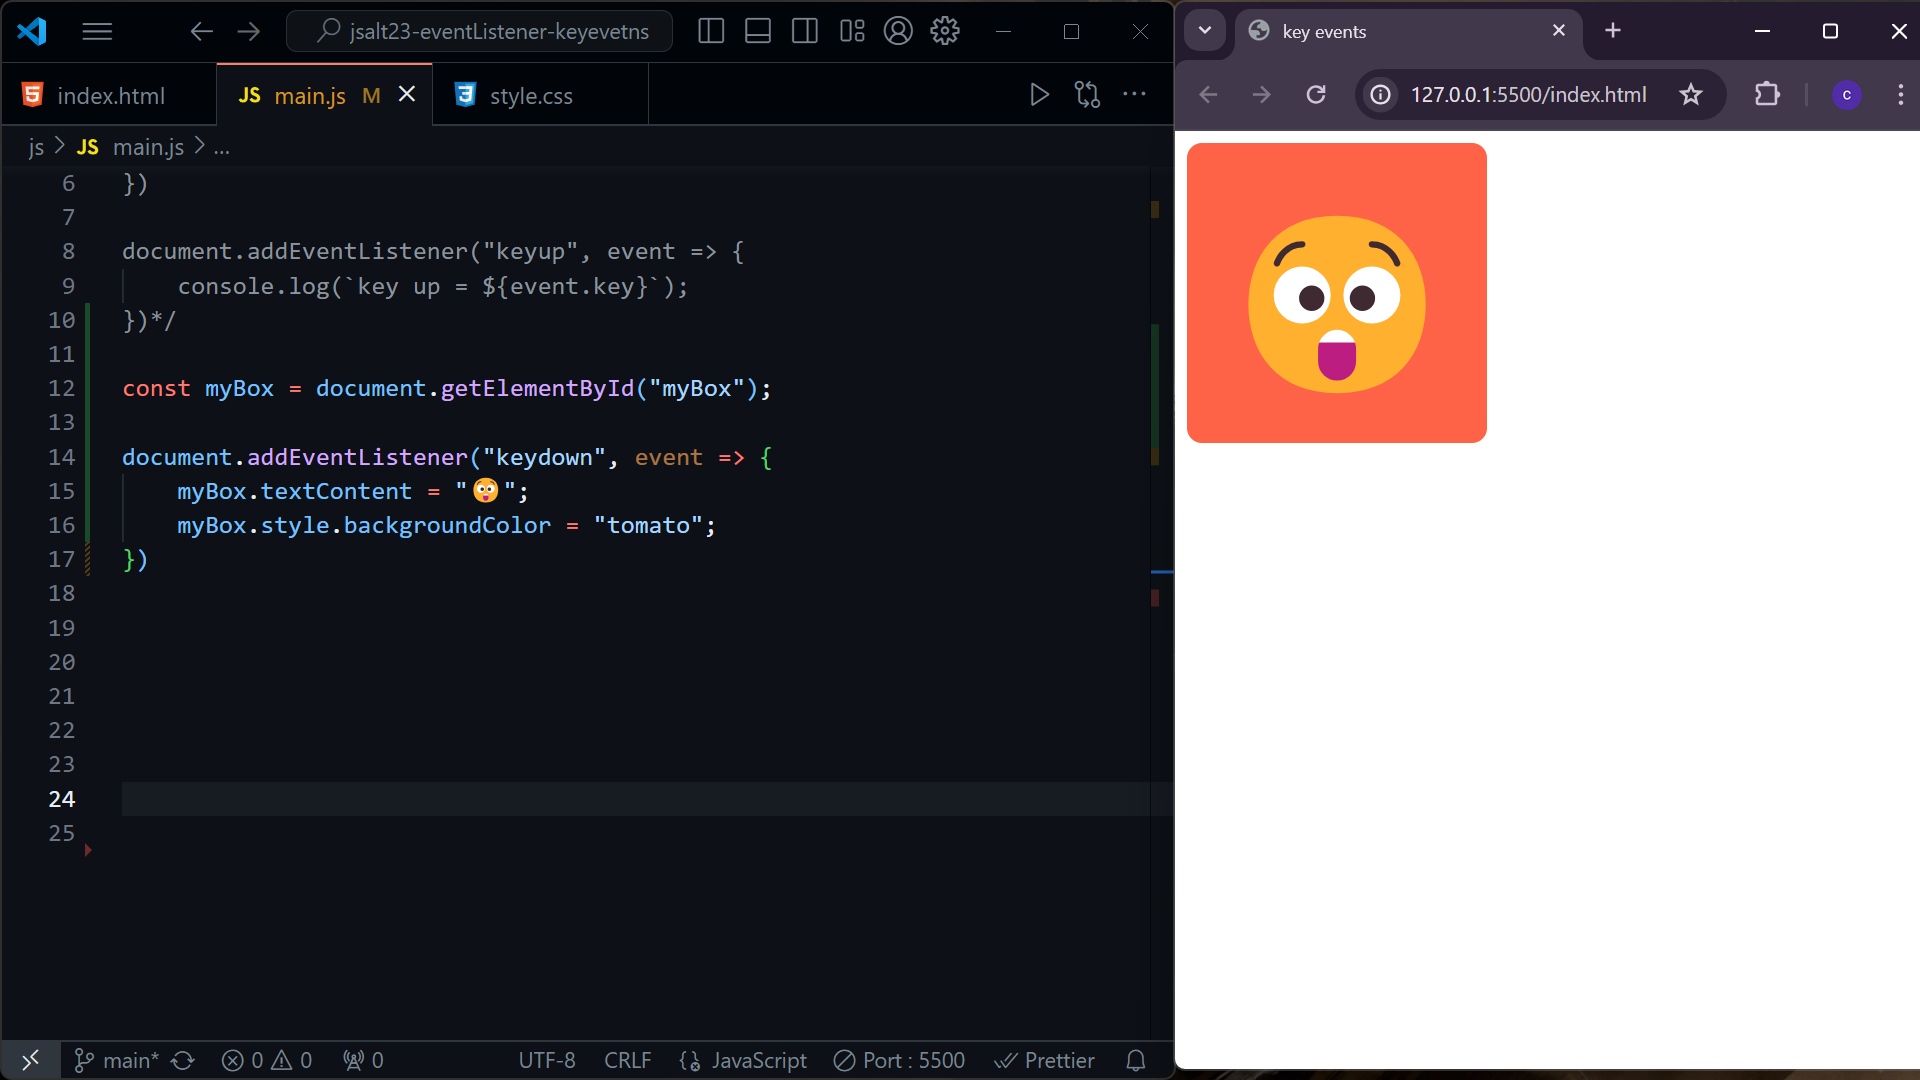 jsalt23-eventListener-keyevetns
index.html
JS main.js M
style.css
js > JS main.js > ...
6 })
7
8 document.addEventListener("keyup", event => {
9 console.log(`key up = ${event.key}`);
10 })*/
11
12 const myBox = document.getElementById("myBox");
13
14 document.addEventListener("keydown", event => {
15 myBox.textContent = "😲";
16 myBox.style.backgroundColor = "tomato";
17 })
18
19
20
21
22
23
24
25
main* 0 0 0 UTF-8 CRLF {} JavaScript Port : 5500 Prettier
key events
127.0.0.1:5500/index.html
c